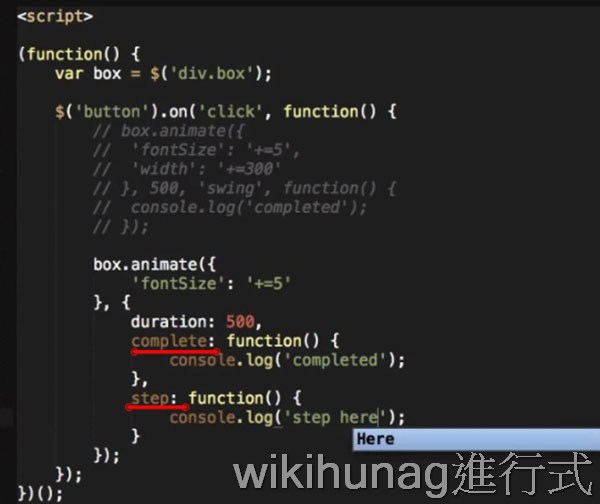 <script>
(function() {
var box = $('div.box');
$('button').on('click', function() {
// box.animate({
// 'fontSize': '+=5',
// 'width': '+=300'
// }, 500, 'swing', function() {
// console.log('completed');
// });
box.animate({
'fontSize': '+=5'
}, {
duration: 500,
complete: function() {
console.log('completed');
},
step: function() {
console.log('step here');
Here
}
});
});
})();
wikihunag進行式